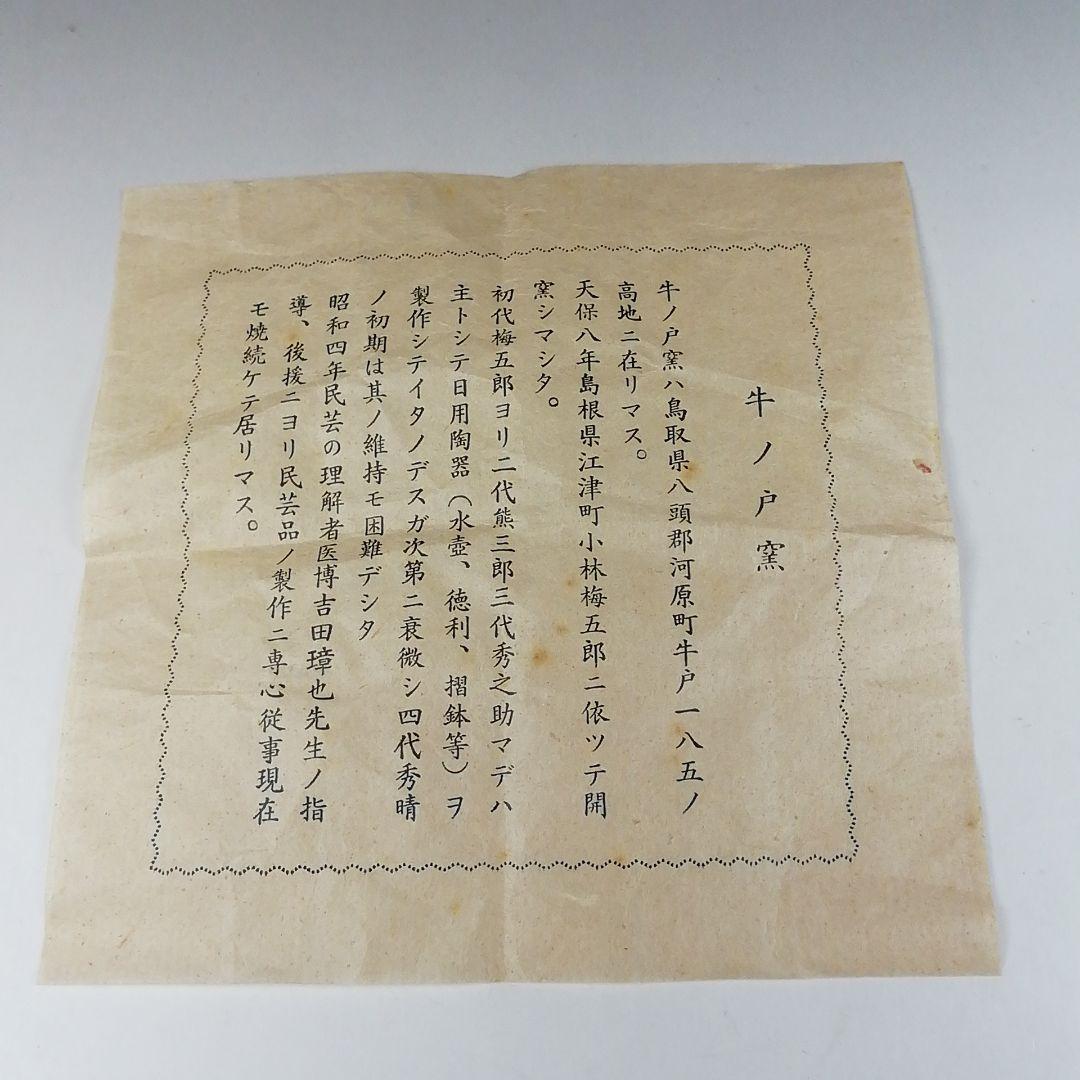 牛ノ戸窯
牛ノ戸窯ハ鳥取県八頭郡河原町牛戸一八五ノ
高地ニ在リマス。
天保八年島根県江津町小林梅五郎ニ依ツテ開
窯シマシタ。
初代梅五郎ヨリ二代熊三郎三代秀之助マデハ
主トシテ日用陶器(水壺、徳利、摺鉢等)ヲ
製作シテイタノデスガ次第ニ衰微シ四代秀晴
ノ初期は其ノ維持モ困難デシタ
昭和四年民芸の理解者医博吉田璋也先生ノ指
導、後援ニヨリ民芸品ノ製作ニ専心従事現在
モ焼続ケテ居リマス。